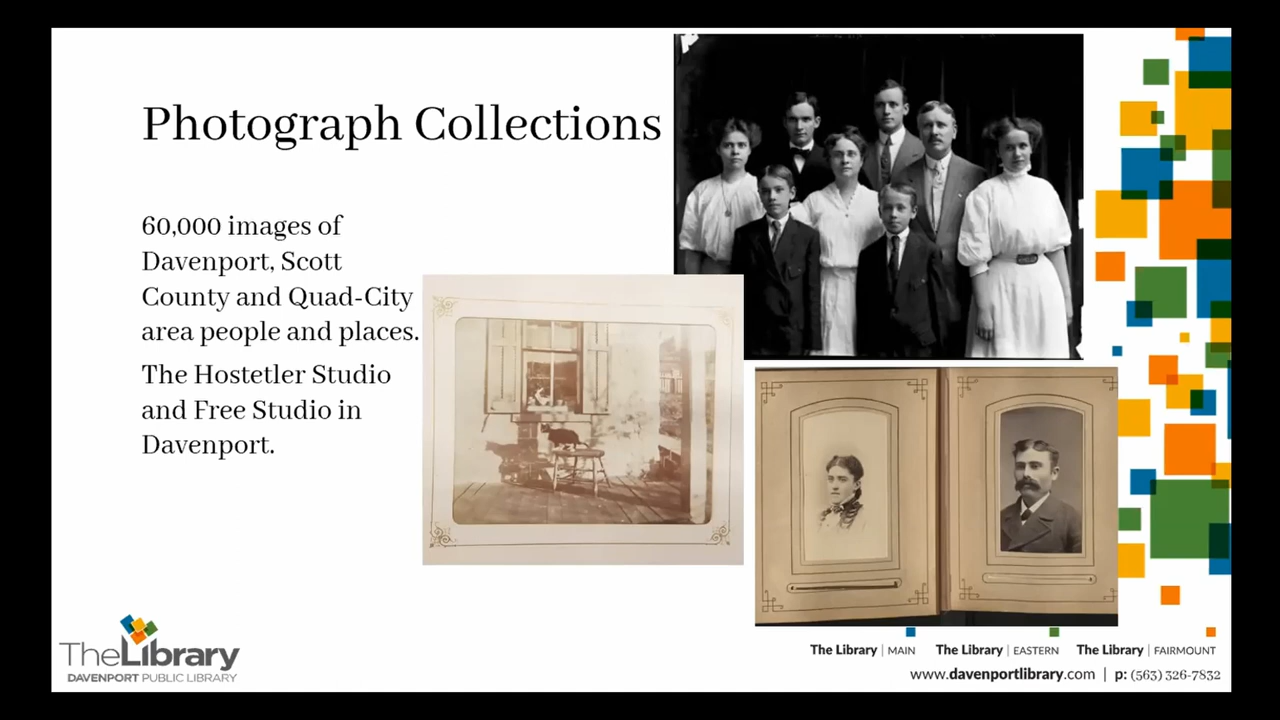 Photograph Collections
60,000 images of
Davenport, Scott
County and Quad-City
area people and places.
The Hostetler Studio
and Free Studio in
Davenport.
TheLibrary
DAVENPORT PUBLIC LIBRARY
The Library | MAIN The Library | EASTERN The Library | FAIRMOUNT
www.davenportlibrary.com | p: (563) 326-7832